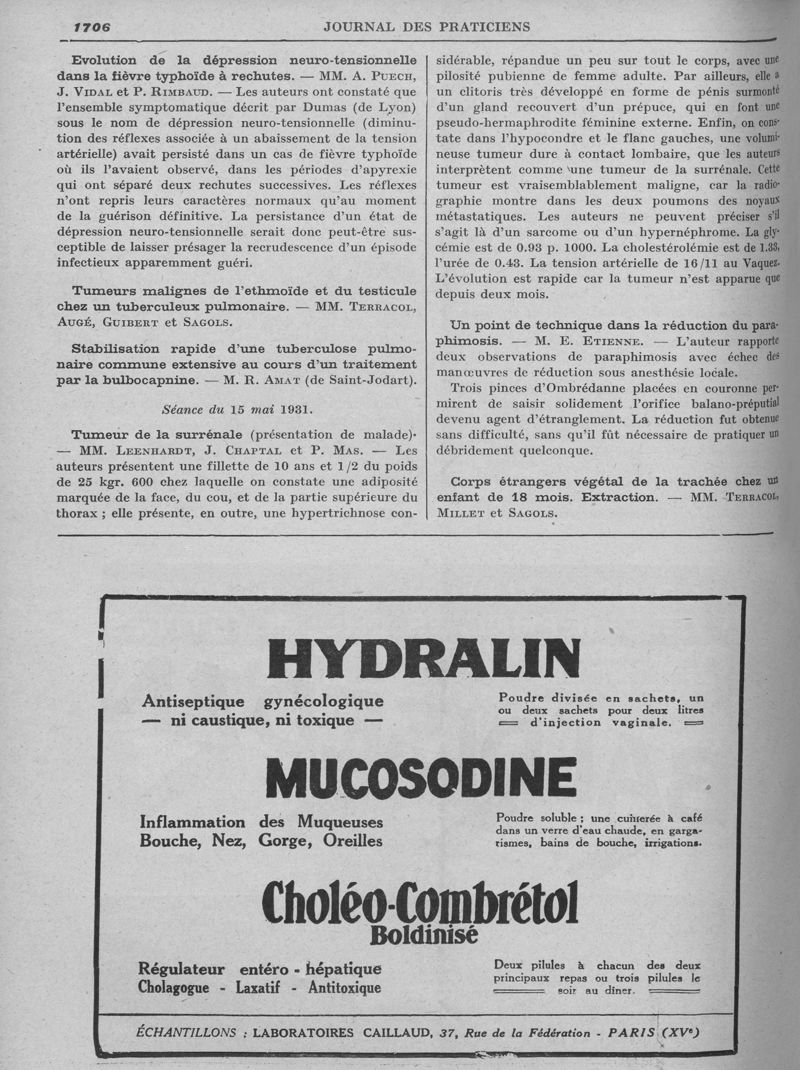 1706
JOURNAL DES PRATICIENS
Evolution de la dépression neuro-tensionnelle
dans la fièvre typhoïde à rechutes. — MM. A. PUECH,
J. VIDAL et P. RIMBAUD. — Les auteurs ont constaté que
l'ensemble symptomatique décrit par Dumas (de Lyon)
sous le nom de dépression neuro-tensionnelle (diminu-
tion des réflexes associée à un abaissement de la tension
artérielle) avait persisté dans un cas de fièvre typhoïde
où ils l'avaient observé, dans les périodes d'apyrexie
qui ont séparé deux rechutes successives. Les réflexes
n'ont repris leurs caractères normaux qu'au moment
de la guérison définitive. La persistance d'un état de
dépression neuro-tensionnelle serait donc peut-être sus-
ceptible de laisser présager la recrudescence d'un épisode
infectieux apparemment guéri.
Tumeurs malignes de l'ethmoïde et du testicule
chez un tuberculeux pulmonaire. — MM. TERRACOL,
AUGÉ, GUIBERT et SAGOLS.
Stabilisation rapide d'une tuberculose pulmo-
naire commune extensive au cours d'un traitement
par la bulbocapnine. — M. R. AMAT (de Saint-Jodart).
Séance du 15 mai 1931.
Tumeur de la surrénale (présentation de malade)·
— MM. LEENHARDT, J. CHAPTAL et P. MAS. — Les
auteurs présentent une fillette de 10 ans et 1/2 du poids
de 25 kgr. 600 chez laquelle on constate une adiposité
marquée de la face, du cou, et de la partie supérieure du
thorax ; elle présente, en outre, une hypertrichnose con-
sidérable, répandue un peu sur tout le corps, avec une
pilosité pubienne de femme adulte. Par ailleurs, elle a
un clitoris très développé en forme de pénis surmonté
d'un gland recouvert d'un prépuce, qui en font une
pseudo-hermaphrodite féminine externe. Enfin, on cons-
tate dans l'hypocondre et le flanc gauches, une volumi-
neuse tumeur dure à contact lombaire, que les auteurs
interprètent comme une tumeur de la surrénale. Cette
tumeur est vraisemblablement maligne, car la radio-
graphie montre dans les deux poumons des noyaux
métastatiques. Les auteurs ne peuvent préciser s'il
s'agit là d'un sarcome ou d'un hypernéphrome. La gly-
cémie est de 0.93 p. 1000. La cholestérolémie est de 1.33,
l'urée de 0.43. La tension artérielle de 16/11 au Vaquez.
L'évolution est rapide car la tumeur n'est apparue que
depuis deux mois.
Un point de technique dans la réduction du para-
phimosis. — M. E. ETIENNE. — L'auteur rapporte
deux observations de paraphimosis avec échec des
manœuvres de réduction sous anesthésie locale.
Trois pinces d'Ombrédanne placées en couronne per-
mirent de saisir solidement l'orifice balano-préputial
devenu agent d'étranglement. La réduction fut obtenue
sans difficulté, sans qu'il fût nécessaire de pratiquer un
débridement quelconque.
Corps étrangers végétal de la trachée chez un
enfant de 18 mois. Extraction. — MM. TERRACOL,
MILLET et SAGOLS.
HYDRALIN
Antiseptique gynécologique
— ni caustique, ni toxique —
Poudre divisée en sachets, un
ou deux sachets pour deux litres
d'injection vaginale.
MUCOSODINE
Inflammation des Muqueuses
Bouche, Nez, Gorge, Oreilles
Poudre soluble ; une cuillerée à café
dans un verre d'eau chaude, en garga-
rismes, bains de bouche, irrigations.
Choléo-Combrétol
Boldinisé
Régulateur entéro - hépatique
Cholagogue - Laxatif - Antitoxique
Deux pilules à chacun des deux
principaux repas ou trois pilules le
soir au dîner.
ÉCHANTILLONS : LABORATOIRES CAILLAUD, 37, Rue de la Fédération - PARIS (XVe)